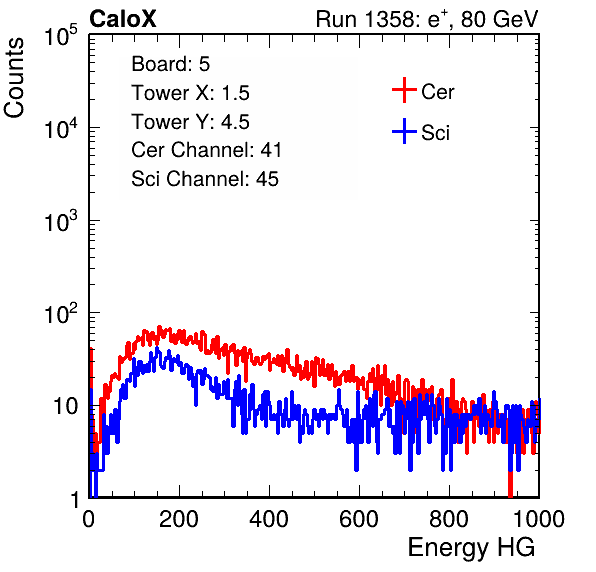 CaloX Run 1358: e⁺, 80 GeV
Counts
10⁵
10⁴
10³
10²
10
1
Board: 5
Tower X: 1.5
Tower Y: 4.5
Cer Channel: 41
Sci Channel: 45
Cer
Sci
0 200 400 600 800 1000
Energy HG